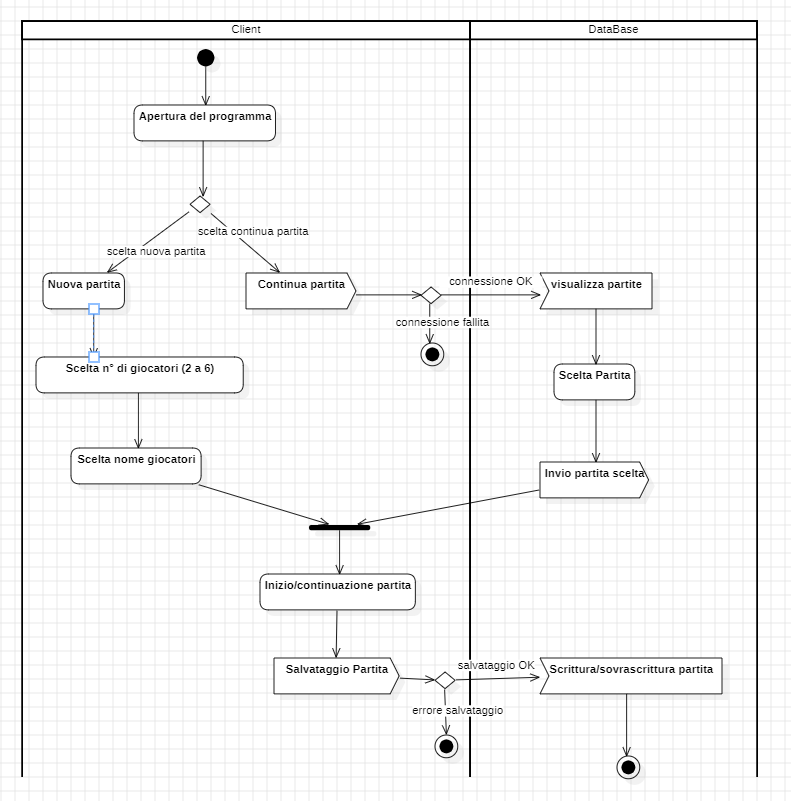 Client
DataBase
Apertura del programma
scelta continua partita
scelta nuova partita
Nuova partita
Continua partita
connessione OK
visualizza partite
connessione fallita
Scelta n° di giocatori (2 a 6)
Scelta Partita
Scelta nome giocatori
Invio partita scelta
Inizio/continuazione partita
Salvataggio Partita
salvataggio OK
Scrittura/sovrascrittura partita
errore salvataggio